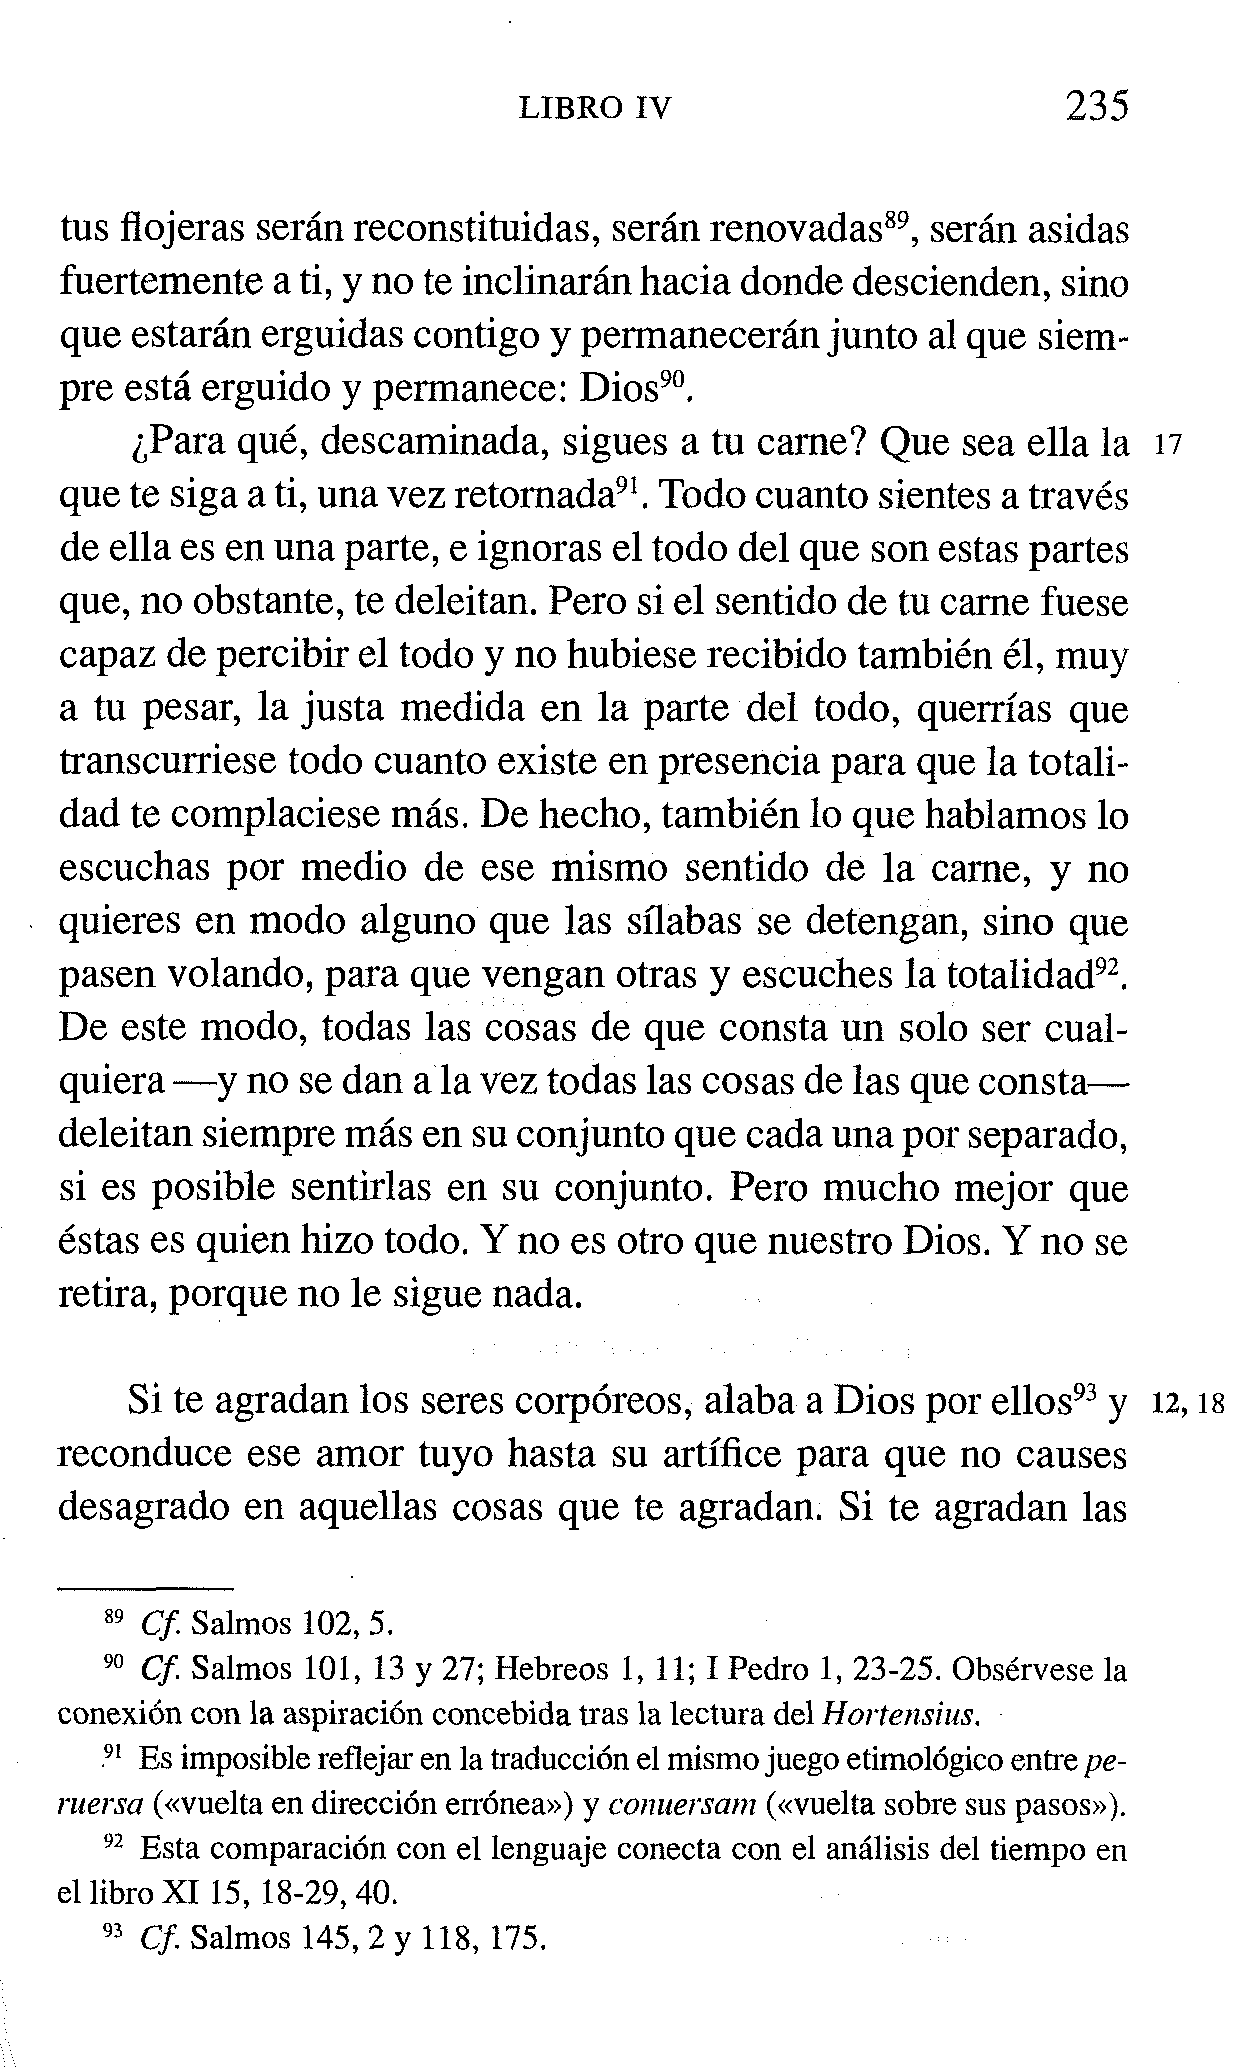 LIBRO IV 235
tus flojeras serán reconstituidas, serán renovadas⁸⁹, serán asidas
fuertemente a ti, y no te inclinarán hacia donde descienden, sino
que estarán erguidas contigo y permanecerán junto al que siem-
pre está erguido y permanece: Dios⁹⁰.
¿Para qué, descaminada, sigues a tu carne? Que sea ella la 17
que te siga a ti, una vez retornada⁹¹. Todo cuanto sientes a través
de ella es en una parte, e ignoras el todo del que son estas partes
que, no obstante, te deleitan. Pero si el sentido de tu carne fuese
capaz de percibir el todo y no hubiese recibido también él, muy
a tu pesar, la justa medida en la parte del todo, querrías que
transcurriese todo cuanto existe en presencia para que la totali-
dad te complaciese más. De hecho, también lo que hablamos lo
escuchas por medio de ese mismo sentido de la carne, y no
quieres en modo alguno que las sílabas se detengan, sino que
pasen volando, para que vengan otras y escuches la totalidad⁹².
De este modo, todas las cosas de que consta un solo ser cual-
quiera —y no se dan a la vez todas las cosas de las que consta—
deleitan siempre más en su conjunto que cada una por separado,
si es posible sentirlas en su conjunto. Pero mucho mejor que
éstas es quien hizo todo. Y no es otro que nuestro Dios. Y no se
retira, porque no le sigue nada.
Si te agradan los seres corpóreos, alaba a Dios por ellos⁹³ y 12, 18
reconduce ese amor tuyo hasta su artífice para que no causes
desagrado en aquellas cosas que te agradan. Si te agradan las
⁸⁹ Cf. Salmos 102, 5.
⁹⁰ Cf. Salmos 101, 13 y 27; Hebreos 1, 11; I Pedro 1, 23-25. Obsérvese la
conexión con la aspiración concebida tras la lectura del Hortensius.
⁹¹ Es imposible reflejar en la traducción el mismo juego etimológico entre pe-
ruersa («vuelta en dirección errónea») y conuersam («vuelta sobre sus pasos»).
⁹² Esta comparación con el lenguaje conecta con el análisis del tiempo en
el libro XI 15, 18-29, 40.
⁹³ Cf. Salmos 145, 2 y 118, 175.